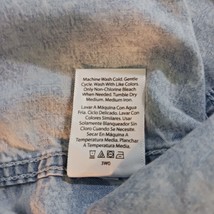 Machine Wash Cold. Gentle
Cycle. Wash With Like Colors.
Only Non-Chlorine Bleach
When Needed. Tumble Dry
Medium. Medium Iron.
Lavar A Máquina Con Agua
Fría. Ciclo Delicado. Lavar
Con Colores Similares. Usar
Solamente Blanqueador Sin
Cloro Cuando Es Necesario.
Secar En Máquina A
Temperatura Media. Planchar
A Temperatura Media.